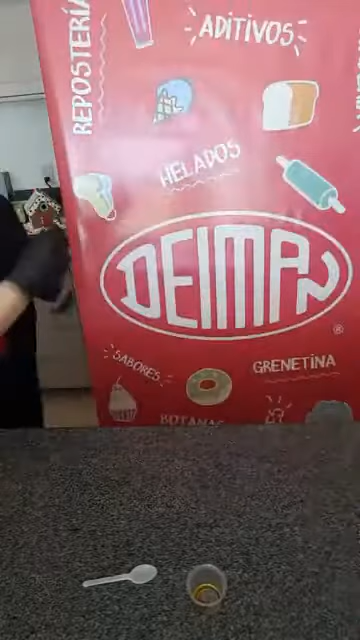 REPOSTERÍA
ADITIVOS
HELADOS
DEIMAN
®
SABORES
GRENETINA
BOTANAS